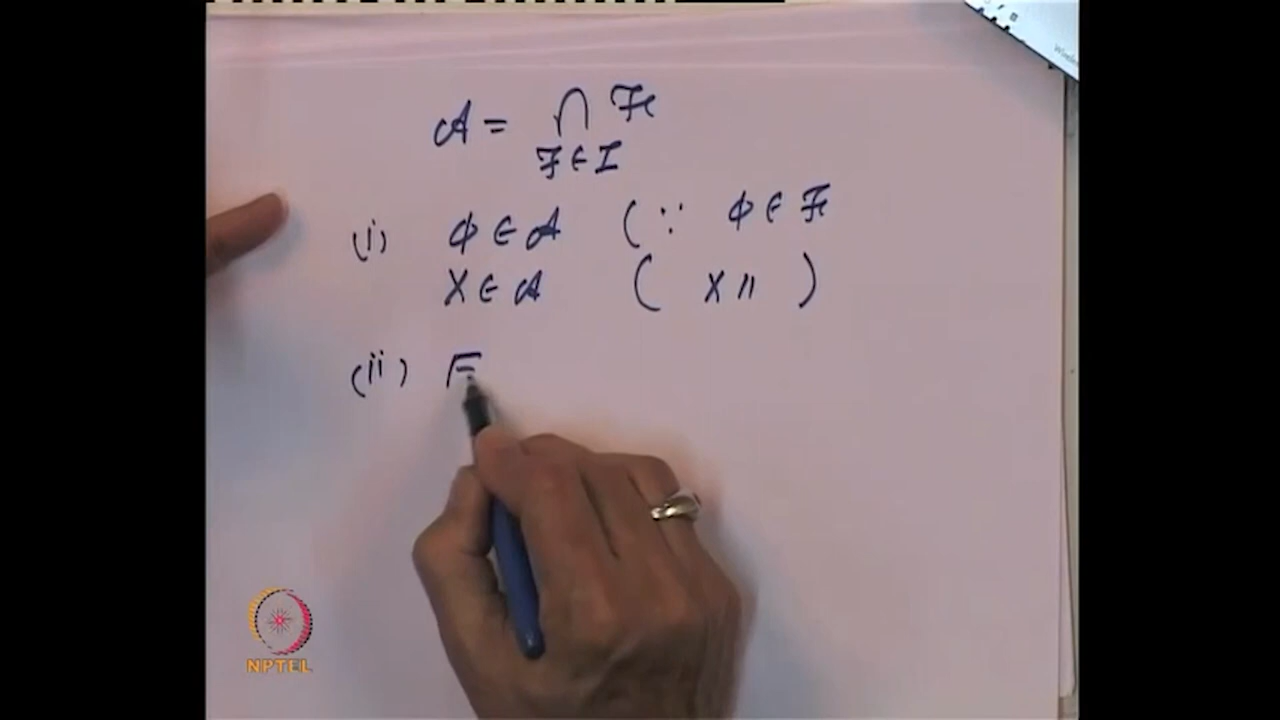 𝒜 = ⋂ ℱ
ℱ ∈ I
(i) ϕ ∈ 𝒜 (∵ ϕ ∈ ℱ
X ∈ 𝒜 ( X " )
(ii) E
NPTEL